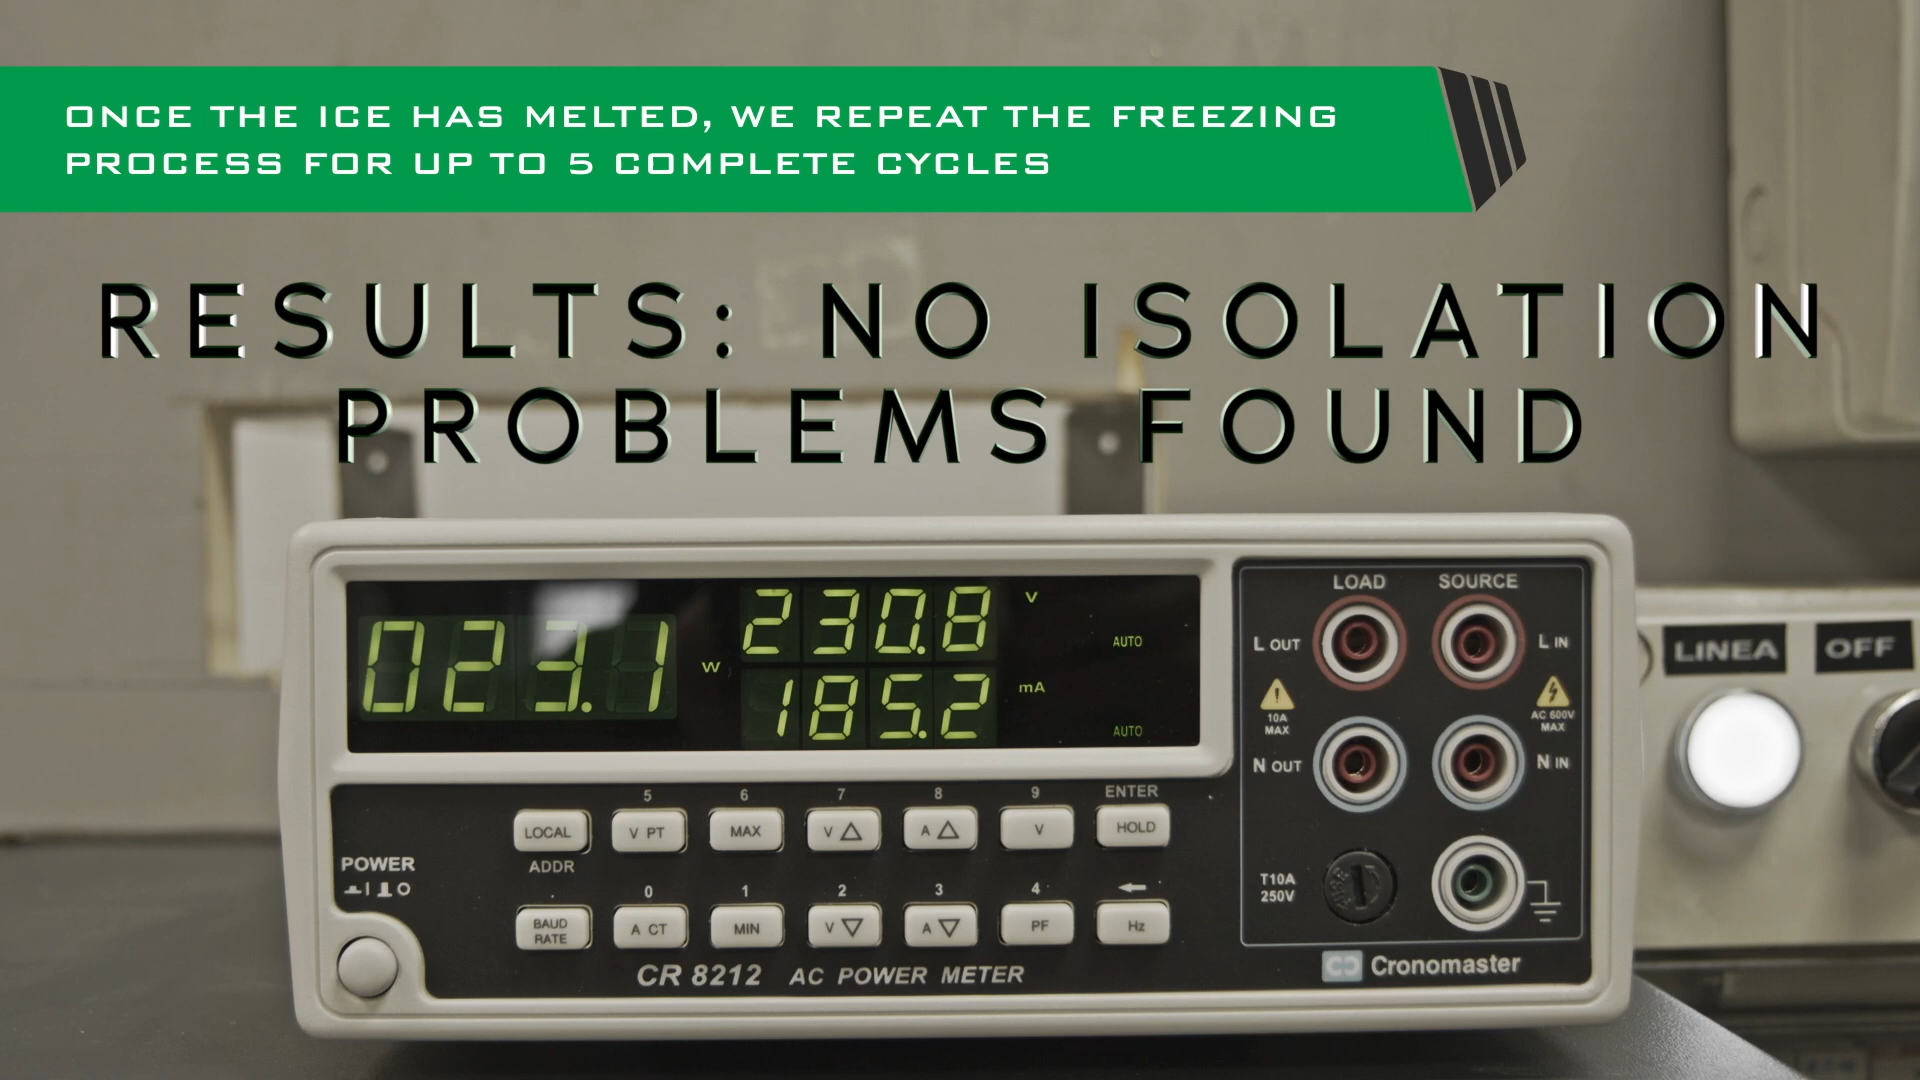 ONCE THE ICE HAS MELTED, WE REPEAT THE FREEZING
PROCESS FOR UP TO 5 COMPLETE CYCLES
RESULTS: NO ISOLATION
PROBLEMS FOUND
023.1 W
230.8 V
AUTO
185.2 mA
AUTO
LOAD SOURCE
L OUT L IN
10A
MAX
AC 600V
MAX
N OUT N IN
T10A
250V
LINEA OFF
5 6 7 8 9 ENTER
LOCAL V PT MAX V △ A △ V HOLD
ADDR
POWER
0 1 2 3 4 ←
BAUD
RATE
A CT MIN V ▽ A ▽ PF Hz
CR 8212 AC POWER METER
Cronomaster